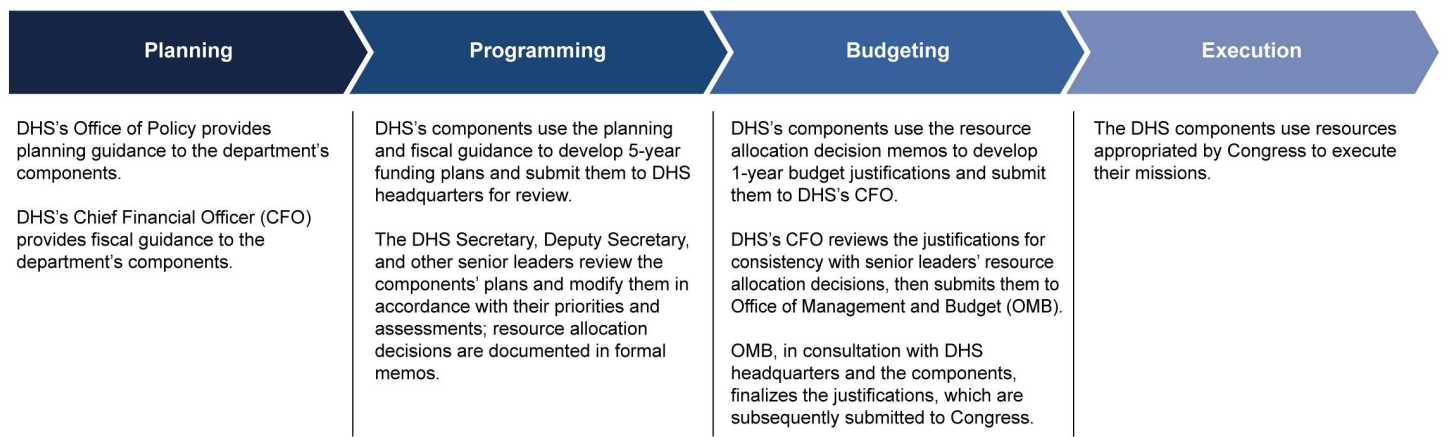 Planning
Programming
Budgeting
Execution
DHS's Office of Policy provides
planning guidance to the department's
components.
DHS's Chief Financial Officer (CFO)
provides fiscal guidance to the
department's components.
DHS's components use the planning
and fiscal guidance to develop 5-year
funding plans and submit them to DHS
headquarters for review.
The DHS Secretary, Deputy Secretary,
and other senior leaders review the
components' plans and modify them in
accordance with their priorities and
assessments; resource allocation
decisions are documented in formal
memos.
DHS's components use the resource
allocation decision memos to develop
1-year budget justifications and submit
them to DHS's CFO.
DHS's CFO reviews the justifications for
consistency with senior leaders' resource
allocation decisions, then submits them to
Office of Management and Budget (OMB).
OMB, in consultation with DHS
headquarters and the components,
finalizes the justifications, which are
subsequently submitted to Congress.
The DHS components use resources
appropriated by Congress to execute
their missions.